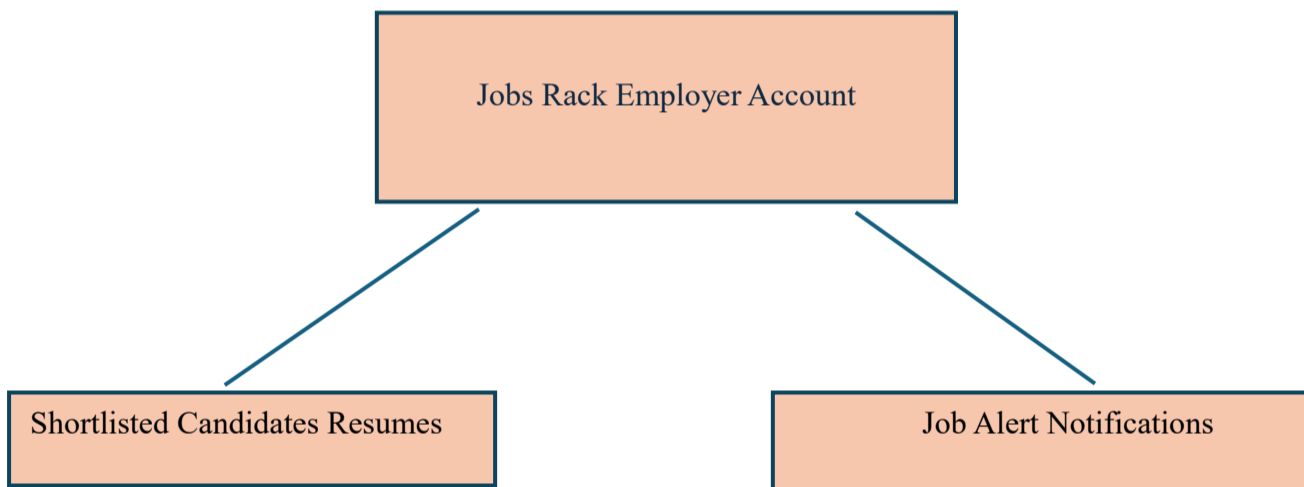 Jobs Rack Employer Account
Shortlisted Candidates Resumes
Job Alert Notifications